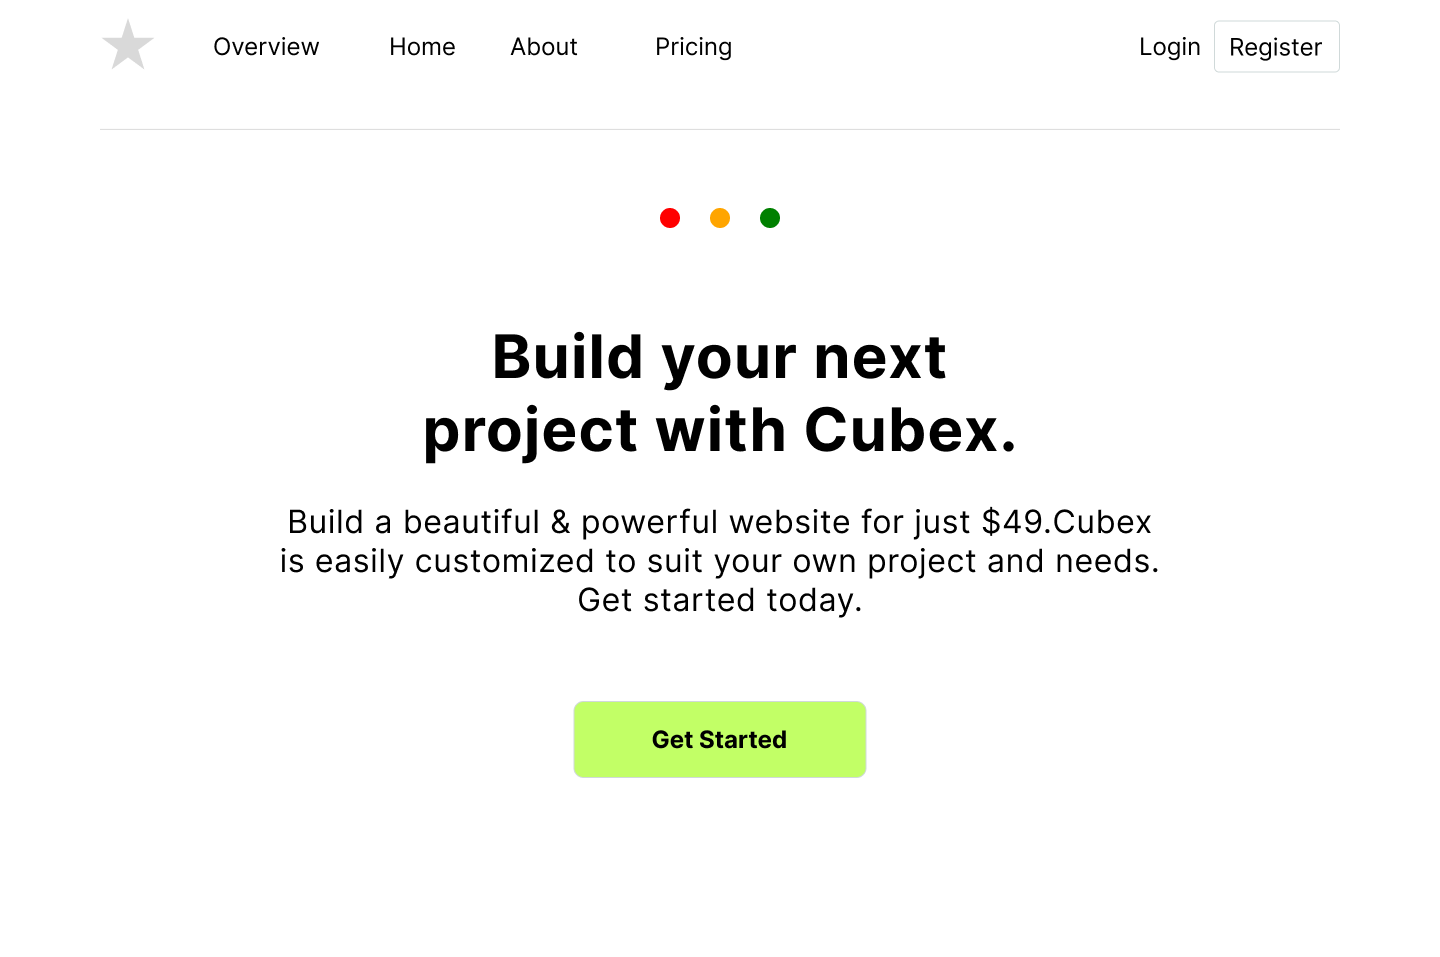 Overview Home About Pricing Login Register
Build your next
project with Cubex.
Build a beautiful & powerful website for just $49.Cubex
is easily customized to suit your own project and needs.
Get started today.
Get Started